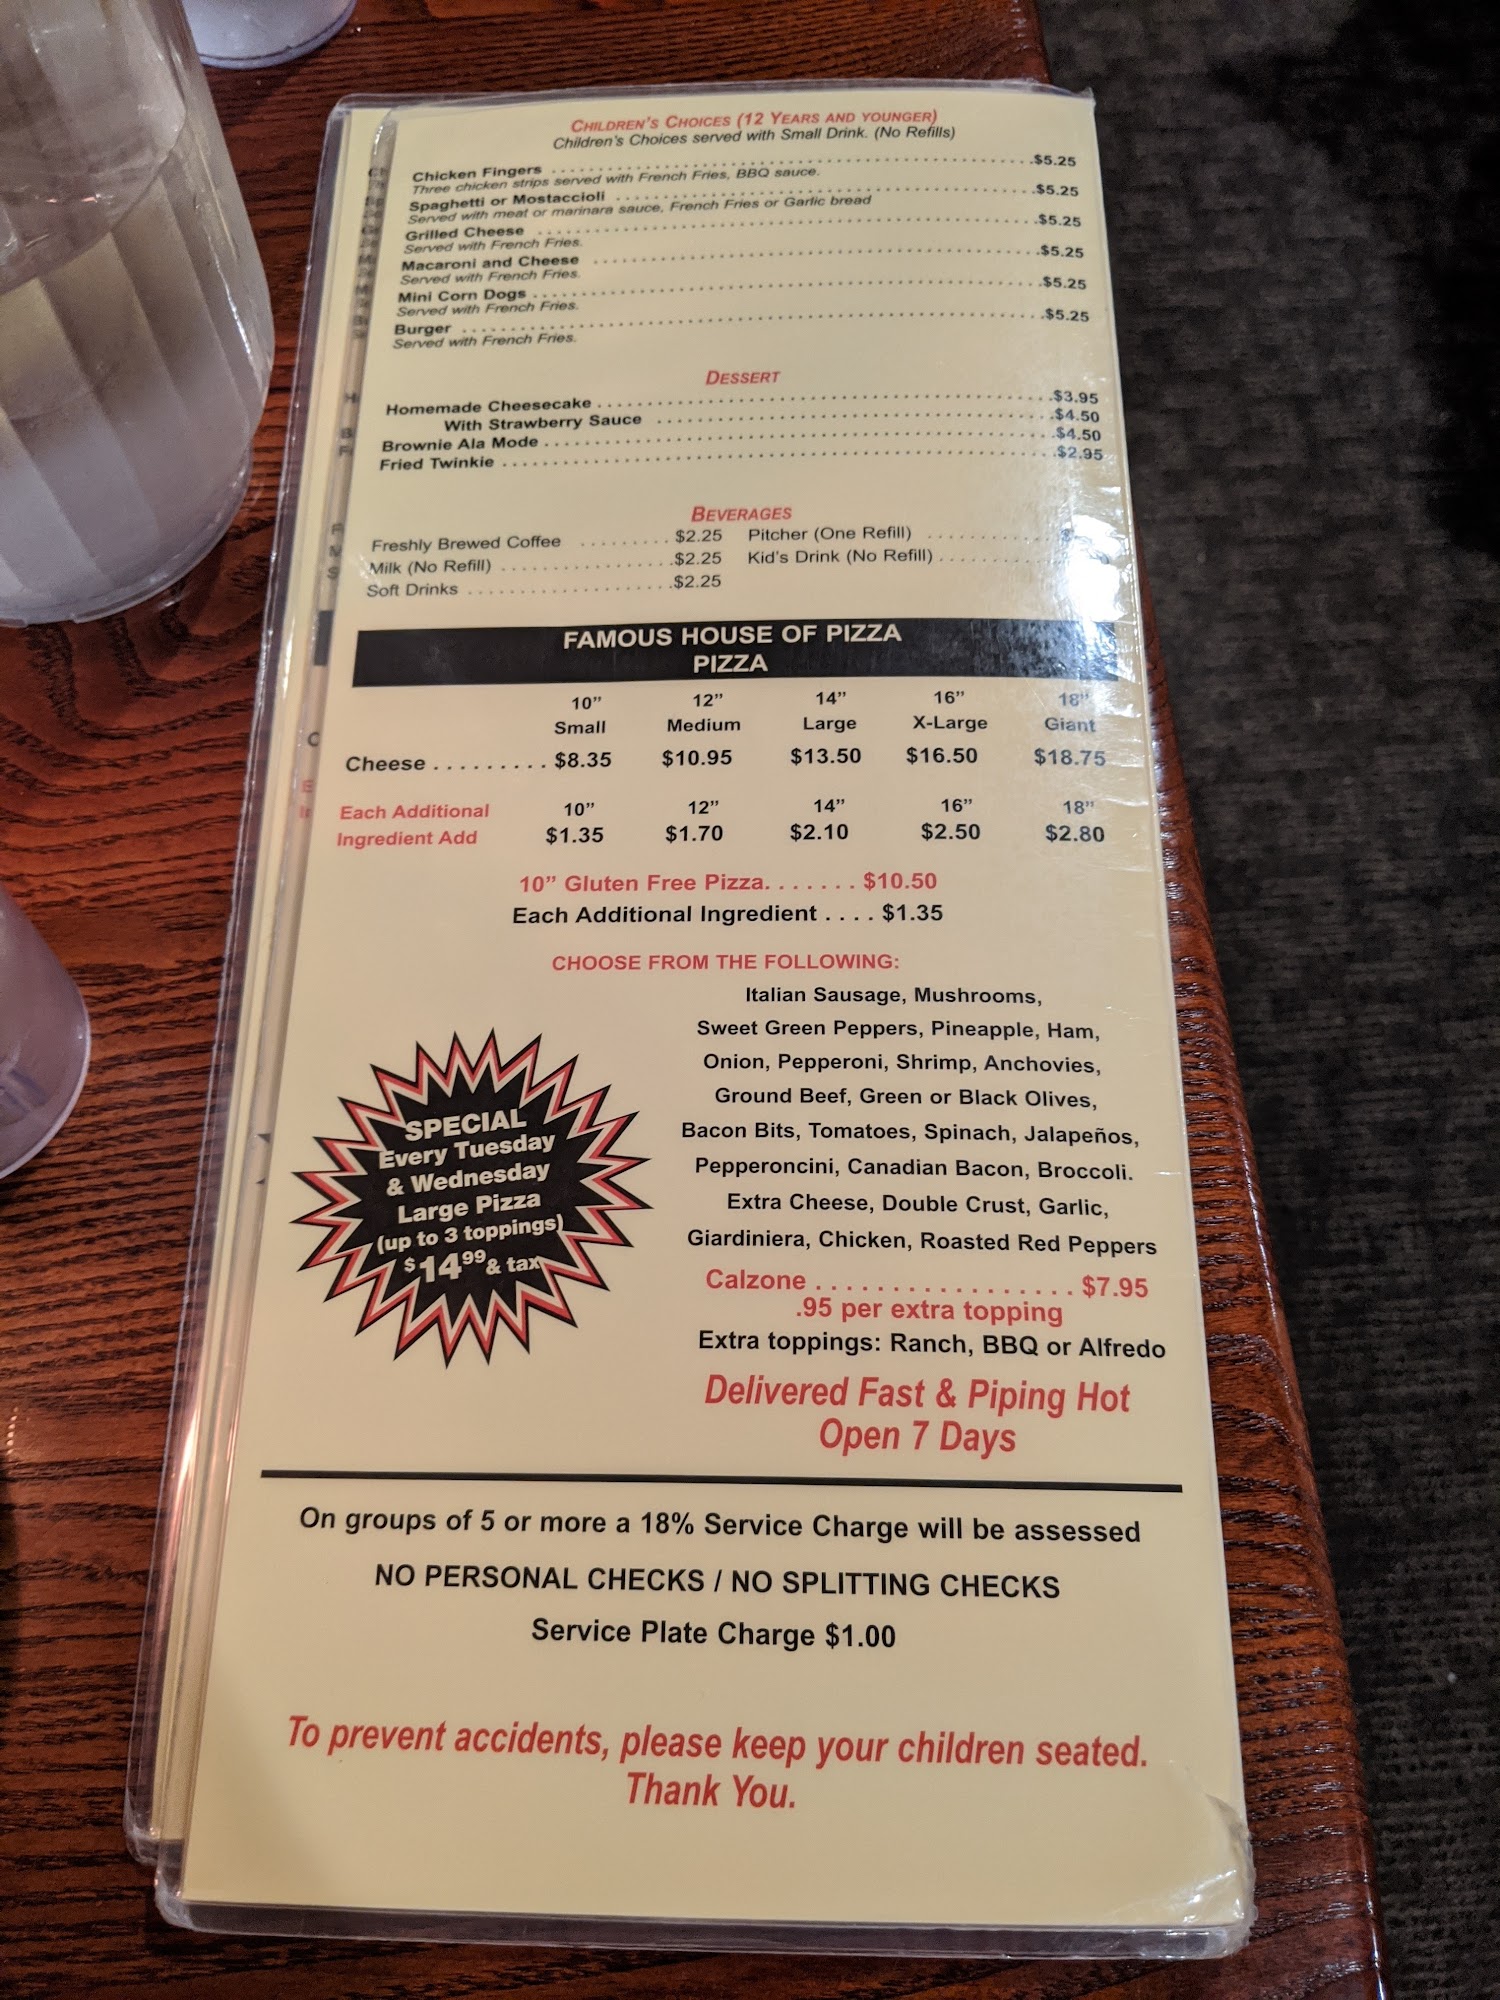 CHILDREN'S CHOICES (12 YEARS AND YOUNGER)
Children's Choices served with Small Drink. (No Refills)
Chicken Fingers $5.25
Three chicken strips served with French Fries, BBQ sauce.
Spaghetti or Mostaccioli $5.25
Served with meat or marinara sauce, French Fries or Garlic bread
Grilled Cheese $5.25
Served with French Fries.
Macaroni and Cheese $5.25
Served with French Fries.
Mini Corn Dogs $5.25
Served with French Fries.
Burger $5.25
Served with French Fries.
DESSERT
Homemade Cheesecake $3.95
With Strawberry Sauce $4.50
Brownie Ala Mode $4.50
Fried Twinkie $2.95
BEVERAGES
Freshly Brewed Coffee $2.25 Pitcher (One Refill)
Milk (No Refill) $2.25 Kid's Drink (No Refill)
Soft Drinks $2.25
FAMOUS HOUSE OF PIZZA
PIZZA
10" 12" 14" 16" 18"
Small Medium Large X-Large Giant
Cheese $8.35 $10.95 $13.50 $16.50 $18.75
Each Additional 10" 12" 14" 16" 18"
Ingredient Add $1.35 $1.70 $2.10 $2.50 $2.80
10" Gluten Free Pizza. $10.50
Each Additional Ingredient $1.35
CHOOSE FROM THE FOLLOWING:
Italian Sausage, Mushrooms,
Sweet Green Peppers, Pineapple, Ham,
Onion, Pepperoni, Shrimp, Anchovies,
Ground Beef, Green or Black Olives,
Bacon Bits, Tomatoes, Spinach, Jalapeños,
Pepperoncini, Canadian Bacon, Broccoli.
Extra Cheese, Double Crust, Garlic,
Giardiniera, Chicken, Roasted Red Peppers
SPECIAL
Every Tuesday
& Wednesday
Large Pizza
(up to 3 toppings)
$14.99 & tax
Calzone $7.95
.95 per extra topping
Extra toppings: Ranch, BBQ or Alfredo
Delivered Fast & Piping Hot
Open 7 Days
On groups of 5 or more a 18% Service Charge will be assessed
NO PERSONAL CHECKS / NO SPLITTING CHECKS
Service Plate Charge $1.00
To prevent accidents, please keep your children seated.
Thank You.